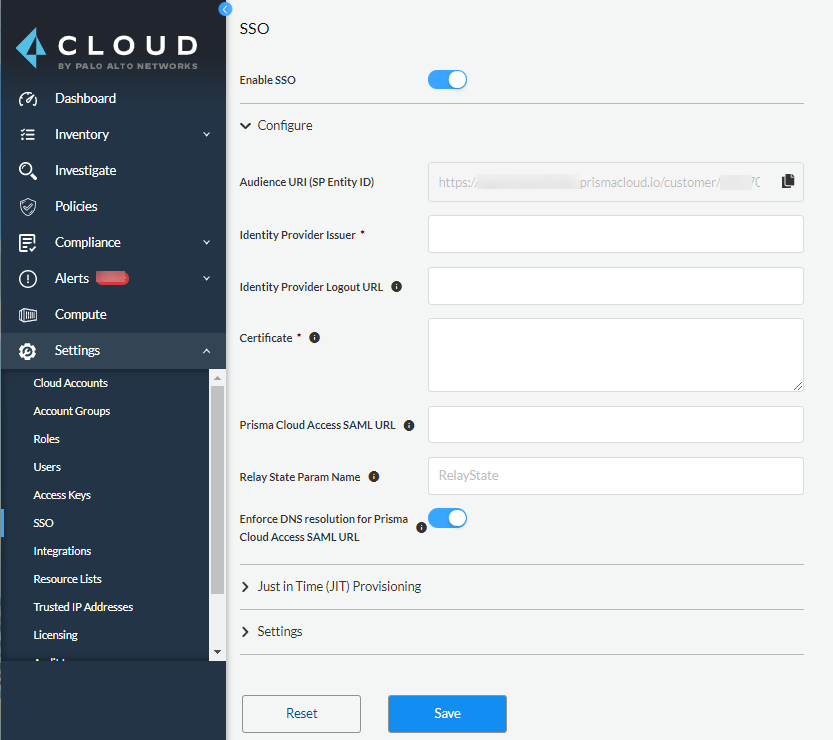 CLOUD
BY PALO ALTO NETWORKS
Dashboard
Inventory
Investigate
Policies
Compliance
Alerts
Compute
Settings
Cloud Accounts
Account Groups
Roles
Users
Access Keys
SSO
Integrations
Resource Lists
Trusted IP Addresses
Licensing
SSO
Enable SSO
Configure
Audience URI (SP Entity ID)
https:// prismacloud.io/customer/
Identity Provider Issuer *
Identity Provider Logout URL
Certificate *
Prisma Cloud Access SAML URL
Relay State Param Name
RelayState
Enforce DNS resolution for Prisma
Cloud Access SAML URL
Just in Time (JIT) Provisioning
Settings
Reset
Save